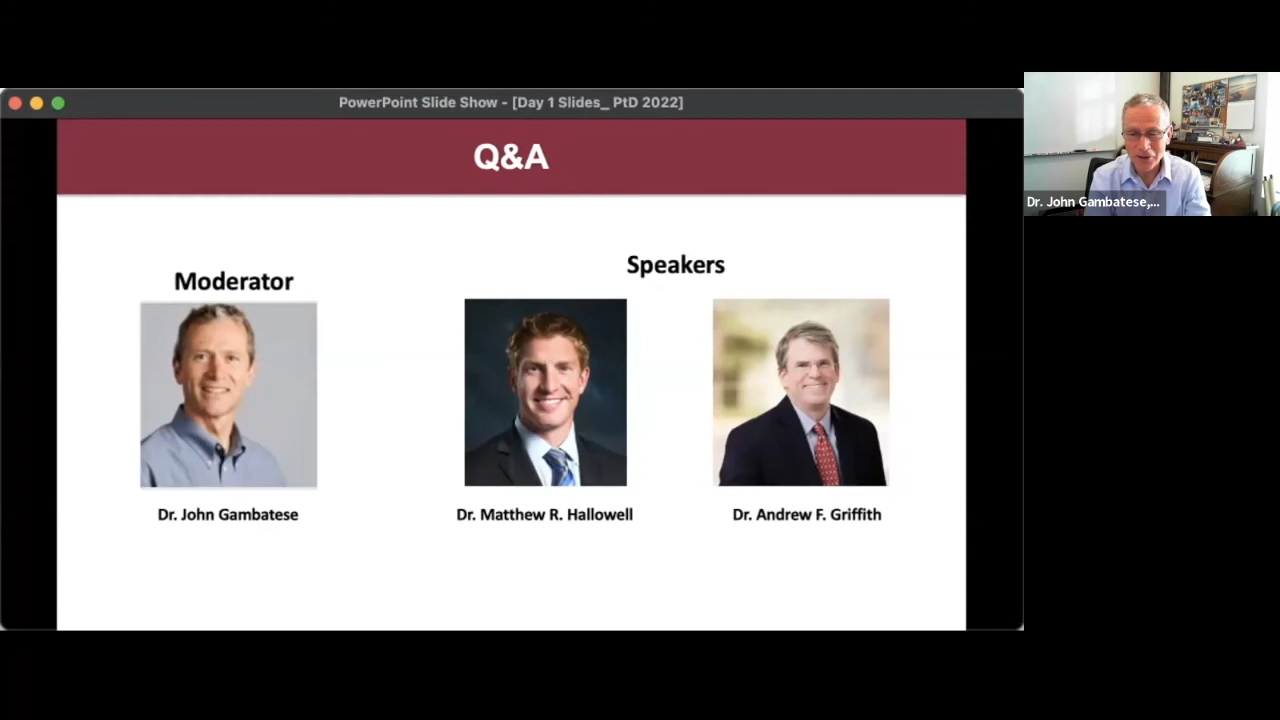 PowerPoint Slide Show - [Day 1 Slides_ PtD 2022]
Q&A
Moderator
Speakers
Dr. John Gambatese
Dr. Matthew R. Hallowell
Dr. Andrew F. Griffith
Dr. John Gambatese,...